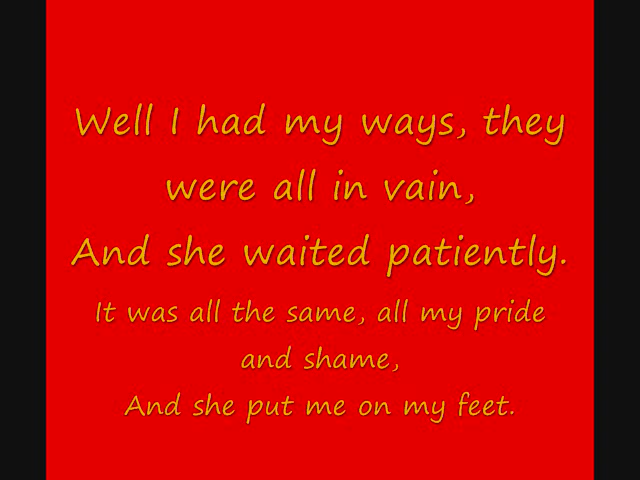 Well I had my ways, they
were all in vain,
And she waited patiently.
It was all the same, all my pride
and shame,
And she put me on my feet.